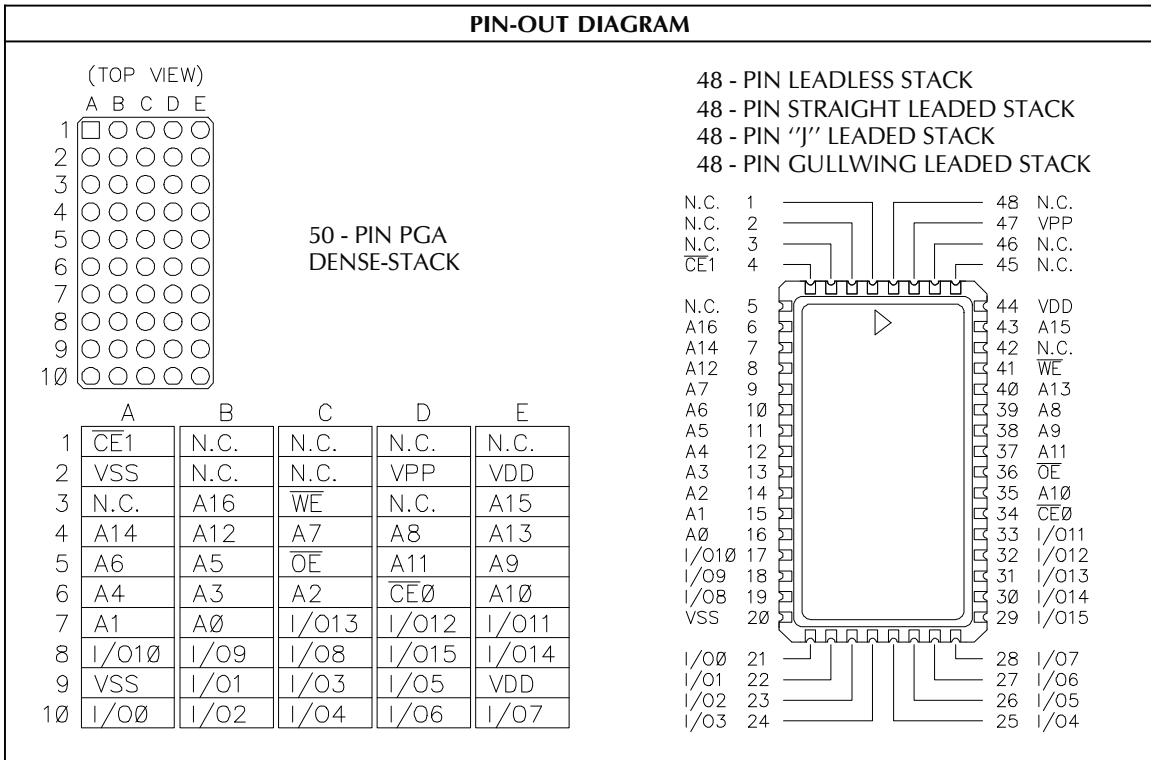 PIN-OUT DIAGRAM
(TOP VIEW)
A B C D E
1
2
3
4
5
6
7
8
9
1Ø
50 - PIN PGA
DENSE-STACK
A B C D E
1 C̅E̅1 N.C. N.C. N.C. N.C.
2 VSS N.C. N.C. VPP VDD
3 N.C. A16 W̅E̅ N.C. A15
4 A14 A12 A7 A8 A13
5 A6 A5 O̅E̅ A11 A9
6 A4 A3 A2 C̅E̅Ø A1Ø
7 A1 AØ I/O13 I/O12 I/O11
8 I/O1Ø I/O9 I/O8 I/O15 I/O14
9 VSS I/O1 I/O3 I/O5 VDD
1Ø I/OØ I/O2 I/O4 I/O6 I/O7
48 - PIN LEADLESS STACK
48 - PIN STRAIGHT LEADED STACK
48 - PIN ‘‘J’’ LEADED STACK
48 - PIN GULLWING LEADED STACK
N.C. 1 48 N.C.
N.C. 2 47 VPP
N.C. 3 46 N.C.
C̅E̅1 4 45 N.C.
N.C. 5 44 VDD
A16 6 43 A15
A14 7 42 N.C.
A12 8 41 W̅E̅
A7 9 4Ø A13
A6 1Ø 39 A8
A5 11 38 A9
A4 12 37 A11
A3 13 36 O̅E̅
A2 14 35 A1Ø
A1 15 34 C̅E̅Ø
AØ 16 33 I/O11
I/O1Ø 17 32 I/O12
I/O9 18 31 I/O13
I/O8 19 3Ø I/O14
VSS 2Ø 29 I/O15
I/OØ 21 28 I/O7
I/O1 22 27 I/O6
I/O2 23 26 I/O5
I/O3 24 25 I/O4